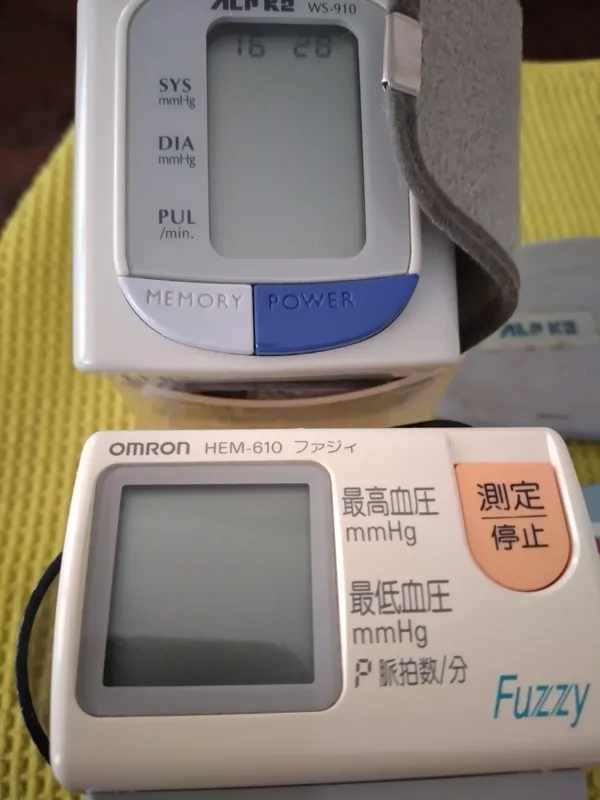 ALPK2 WS-910
16 28
SYS
mmHg
DIA
mmHg
PUL
/min.
MEMORY POWER
ALPK2
OMRON HEM-610 ファジィ
最高血圧
mmHg
測定
停止
最低血圧
mmHg
P 脈拍数/分
Fuzzy